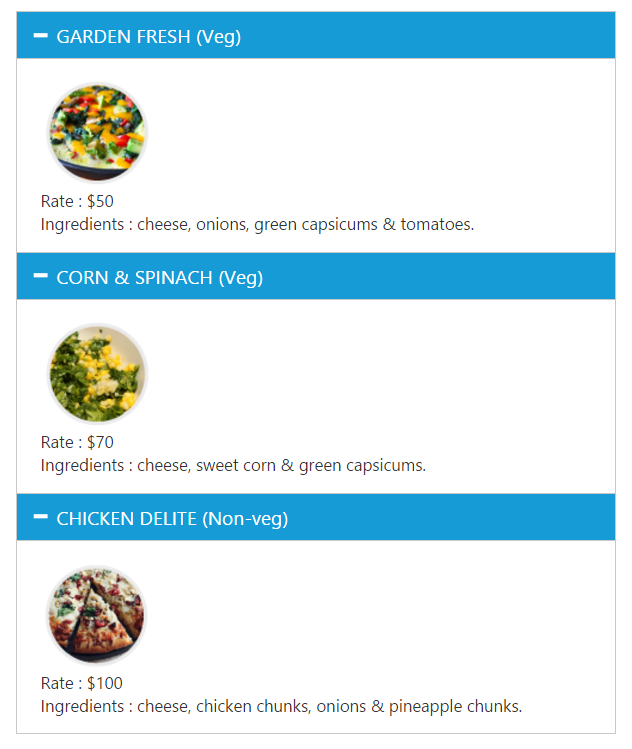 GARDEN FRESH (Veg)
Rate : $50
Ingredients : cheese, onions, green capsicums & tomatoes.
CORN & SPINACH (Veg)
Rate : $70
Ingredients : cheese, sweet corn & green capsicums.
CHICKEN DELITE (Non-veg)
Rate : $100
Ingredients : cheese, chicken chunks, onions & pineapple chunks.